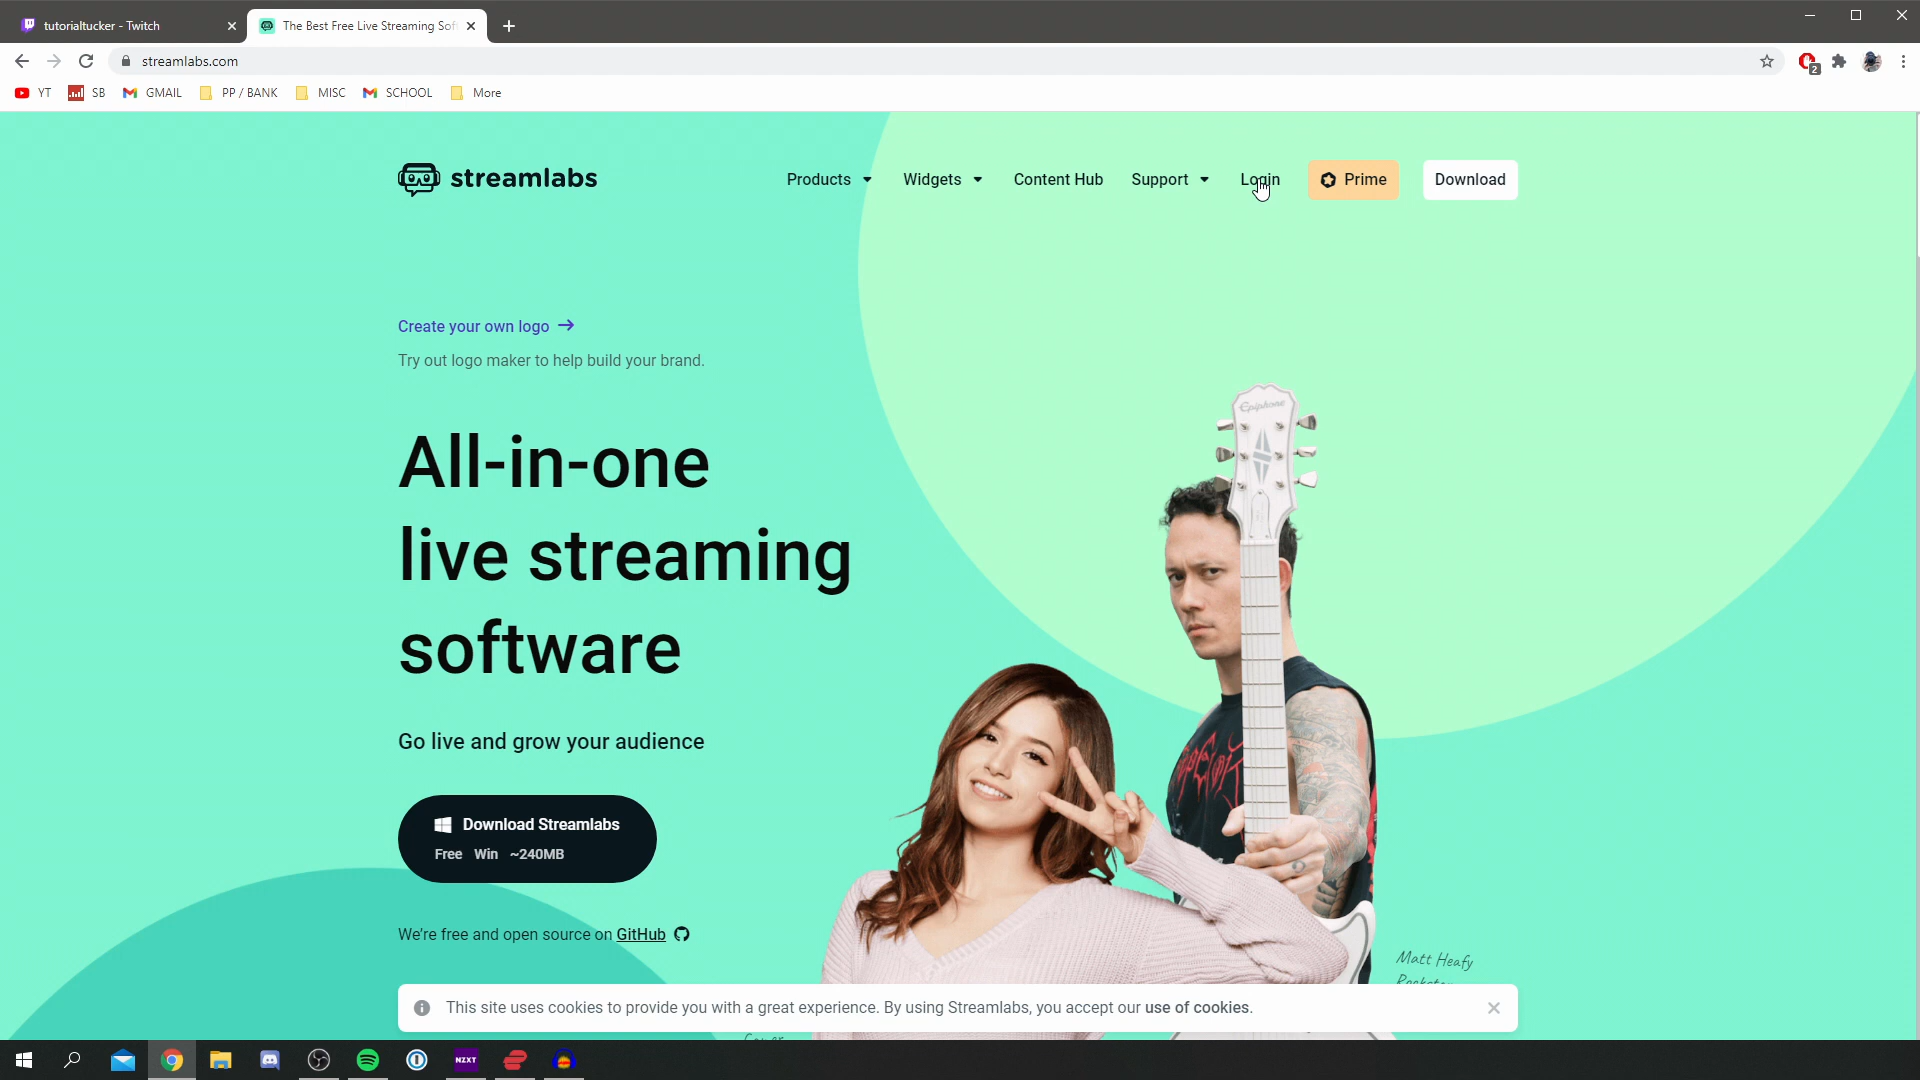 tutorialtucker - Twitch
The Best Free Live Streaming Sof
streamlabs.com
2
YT
SB
GMAIL
PP / BANK
MISC
SCHOOL
More
streamlabs
Products
Widgets
Content Hub
Support
Login
Prime
Download
Create your own logo
Try out logo maker to help build your brand.
Epiphone
All-in-one
live streaming
software
Go live and grow your audience
Download Streamlabs
Free Win ~240MB
We're free and open source on GitHub
Matt Heafy
This site uses cookies to provide you with a great experience. By using Streamlabs, you accept our use of cookies.
NZXT